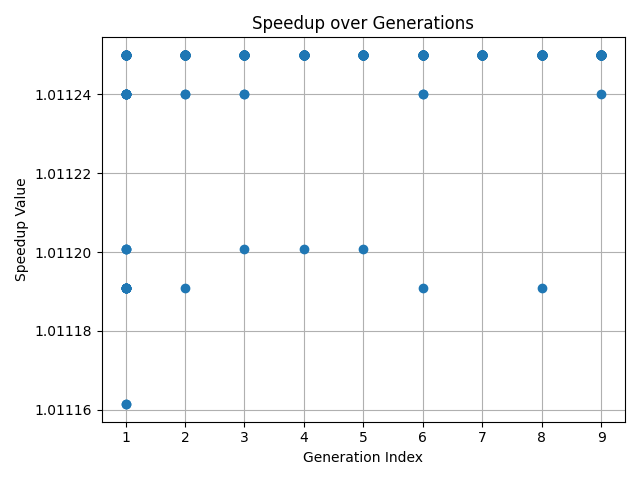 Speedup over Generations
Speedup Value
1.01124
1.01122
1.01120
1.01118
1.01116
1 2 3 4 5 6 7 8 9
Generation Index